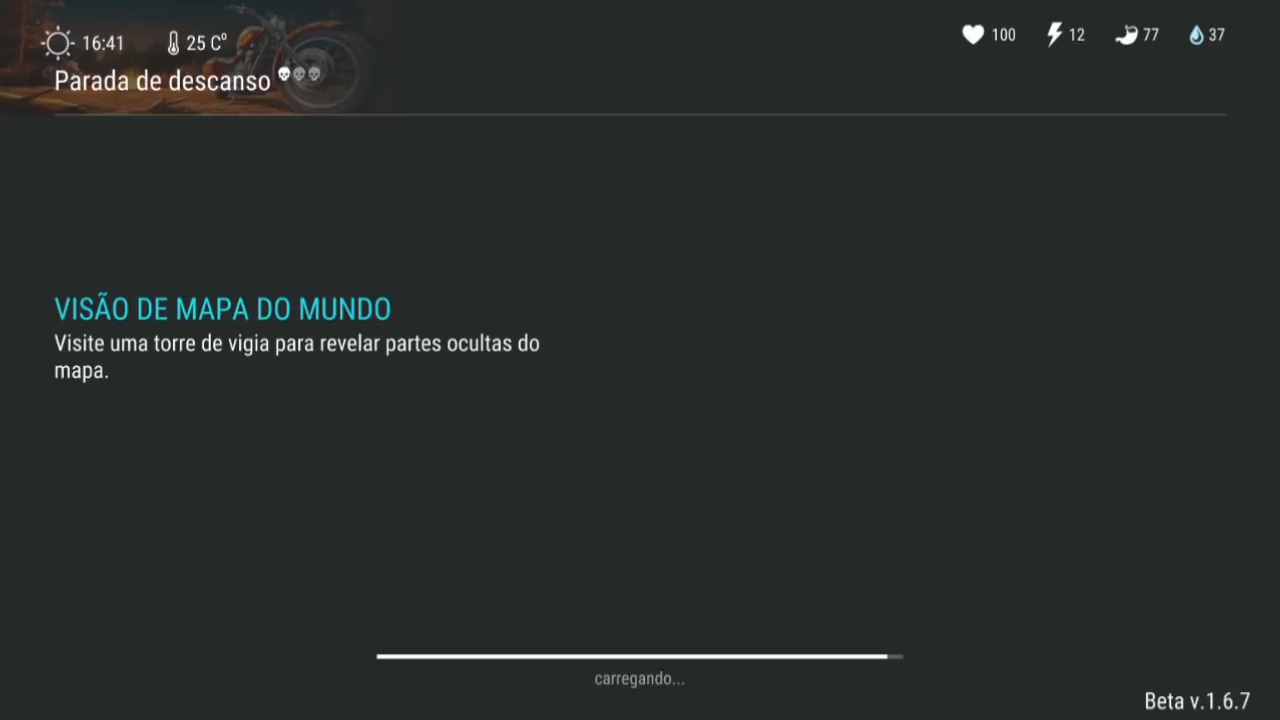 16:41 25 Cº 100 12 77 37
Parada de descanso
VISÃO DE MAPA DO MUNDO
Visite uma torre de vigia para revelar partes ocultas do
mapa.
carregando...
Beta v.1.6.7